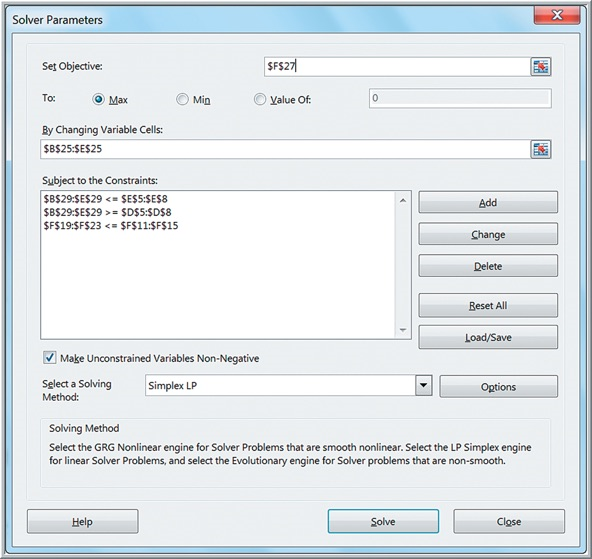 Solver Parameters
Set Objective: $F$27
To: Max Min Value Of: 0
By Changing Variable Cells:
$B$25:$E$25
Subject to the Constraints:
$B$29:$E$29 <= $E$5:$E$8
$B$29:$E$29 >= $D$5:$D$8
$F$19:$F$23 <= $F$11:$F$15
Add
Change
Delete
Reset All
Load/Save
Make Unconstrained Variables Non-Negative
Select a Solving
Method:
Simplex LP
Options
Solving Method
Select the GRG Nonlinear engine for Solver Problems that are smooth nonlinear. Select the LP Simplex engine
for linear Solver Problems, and select the Evolutionary engine for Solver problems that are non-smooth.
Help
Solve
Close